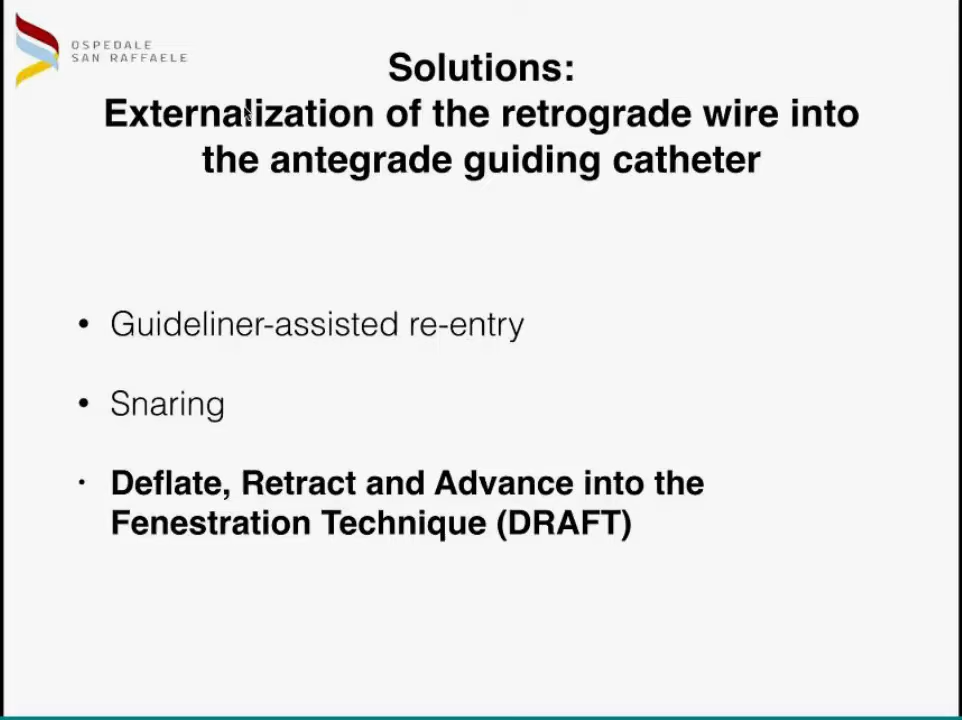 OSPEDALE
SAN RAFFAELE
Solutions:
Externalization of the retrograde wire into
the antegrade guiding catheter
• Guideliner-assisted re-entry
• Snaring
• Deflate, Retract and Advance into the
Fenestration Technique (DRAFT)